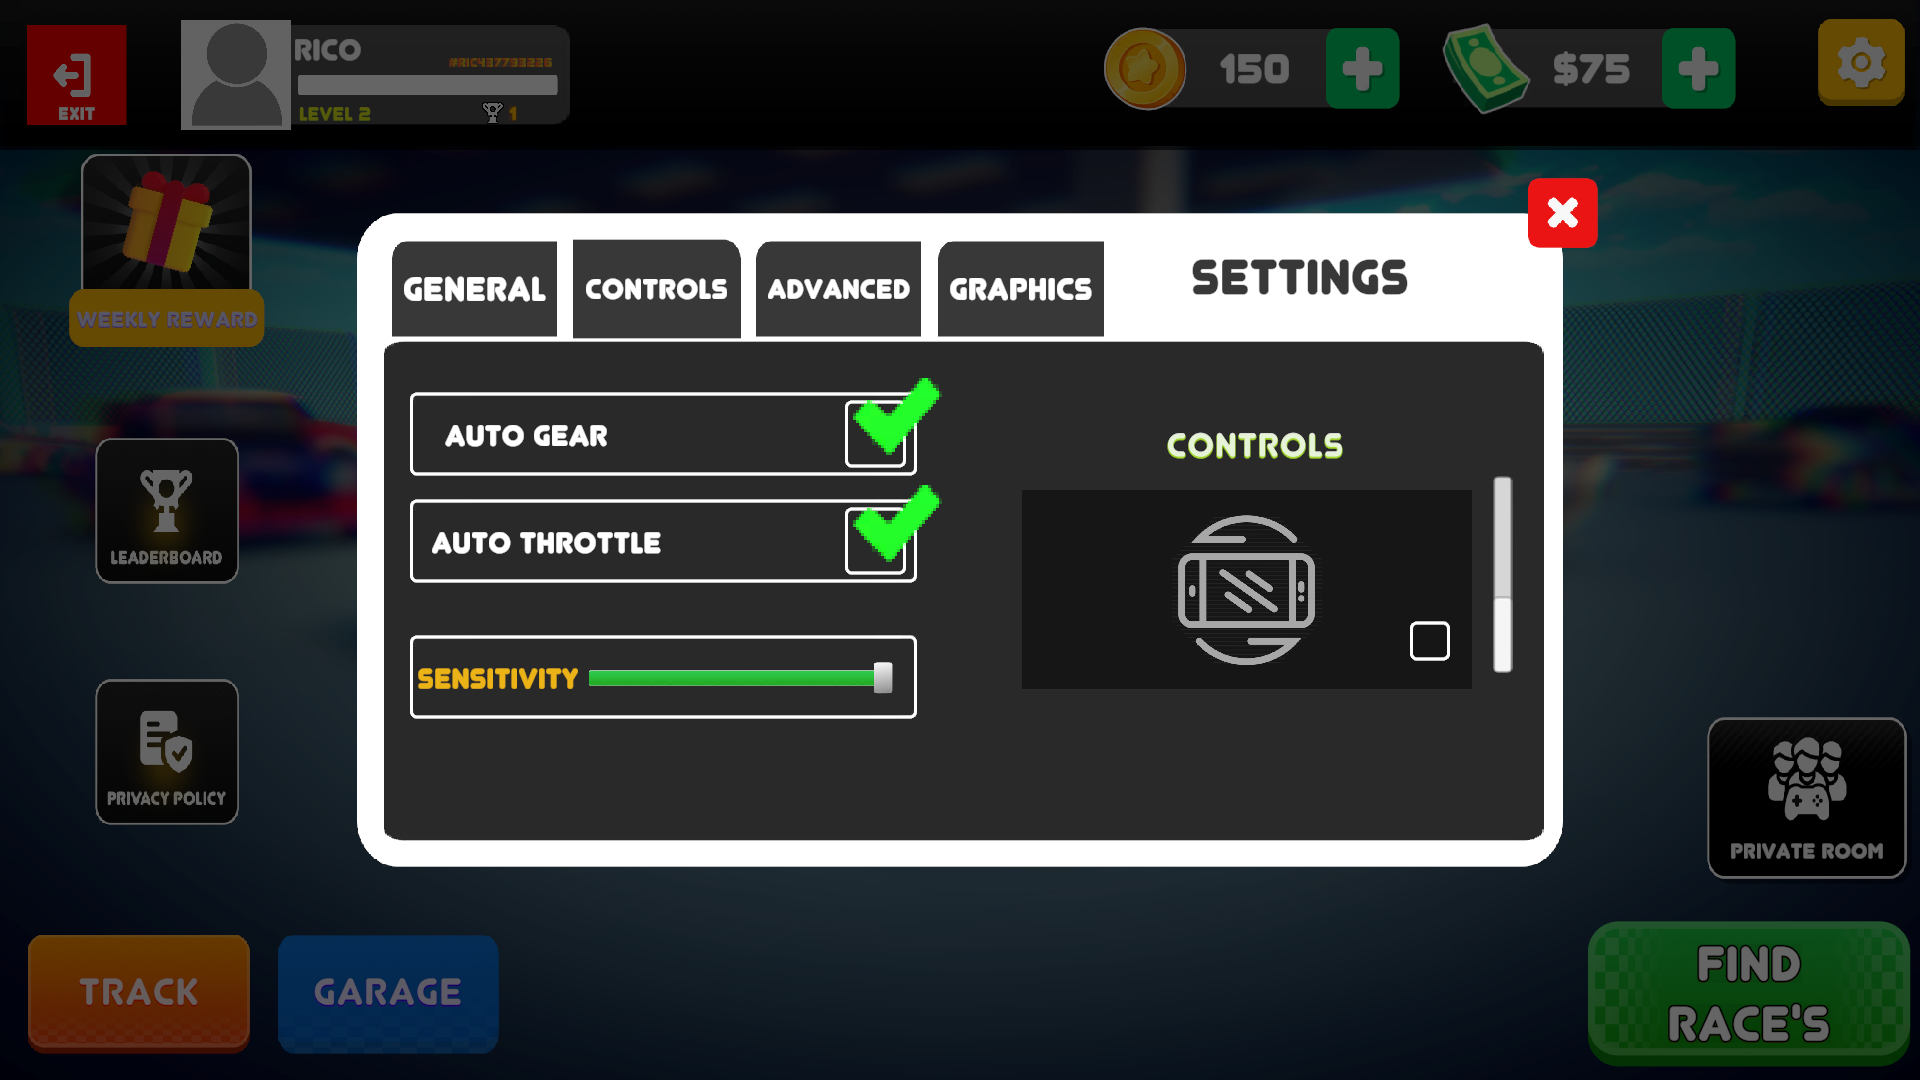 EXIT
RICO
#RIC437793226
LEVEL 2
1
150
$75
WEEKLY REWARD
GENERAL
CONTROLS
ADVANCED
GRAPHICS
SETTINGS
AUTO GEAR
AUTO THROTTLE
SENSITIVITY
CONTROLS
LEADERBOARD
PRIVACY POLICY
PRIVATE ROOM
TRACK
GARAGE
FIND
RACE'S